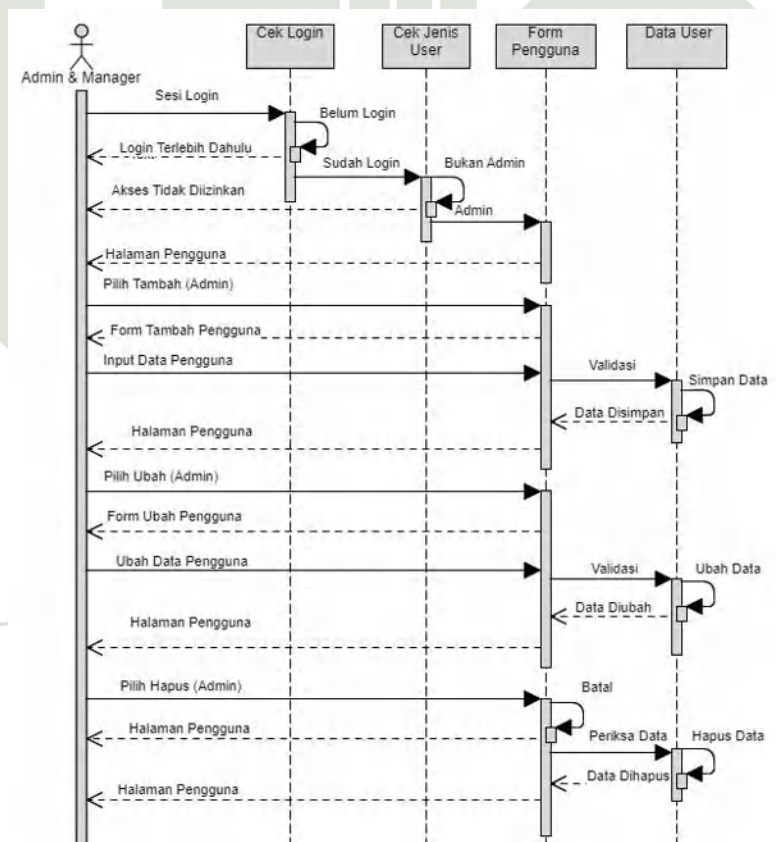 Cek Login
Cek Jenis
User
Form
Pengguna
Data User
Admin & Manager
Sesi Login
Belum Login
Login Terlebih Dahulu
Sudah Login
Bukan Admin
Akses Tidak Diizinkan
Admin
Halaman Pengguna
Pilih Tambah (Admin)
Form Tambah Pengguna
Input Data Pengguna
Validasi
Simpan Data
Data Disimpan
Halaman Pengguna
Pilih Ubah (Admin)
Form Ubah Pengguna
Ubah Data Pengguna
Validasi
Ubah Data
Data Diubah
Halaman Pengguna
Pilih Hapus (Admin)
Batal
Halaman Pengguna
Periksa Data
Hapus Data
Data Dihapus
Halaman Pengguna